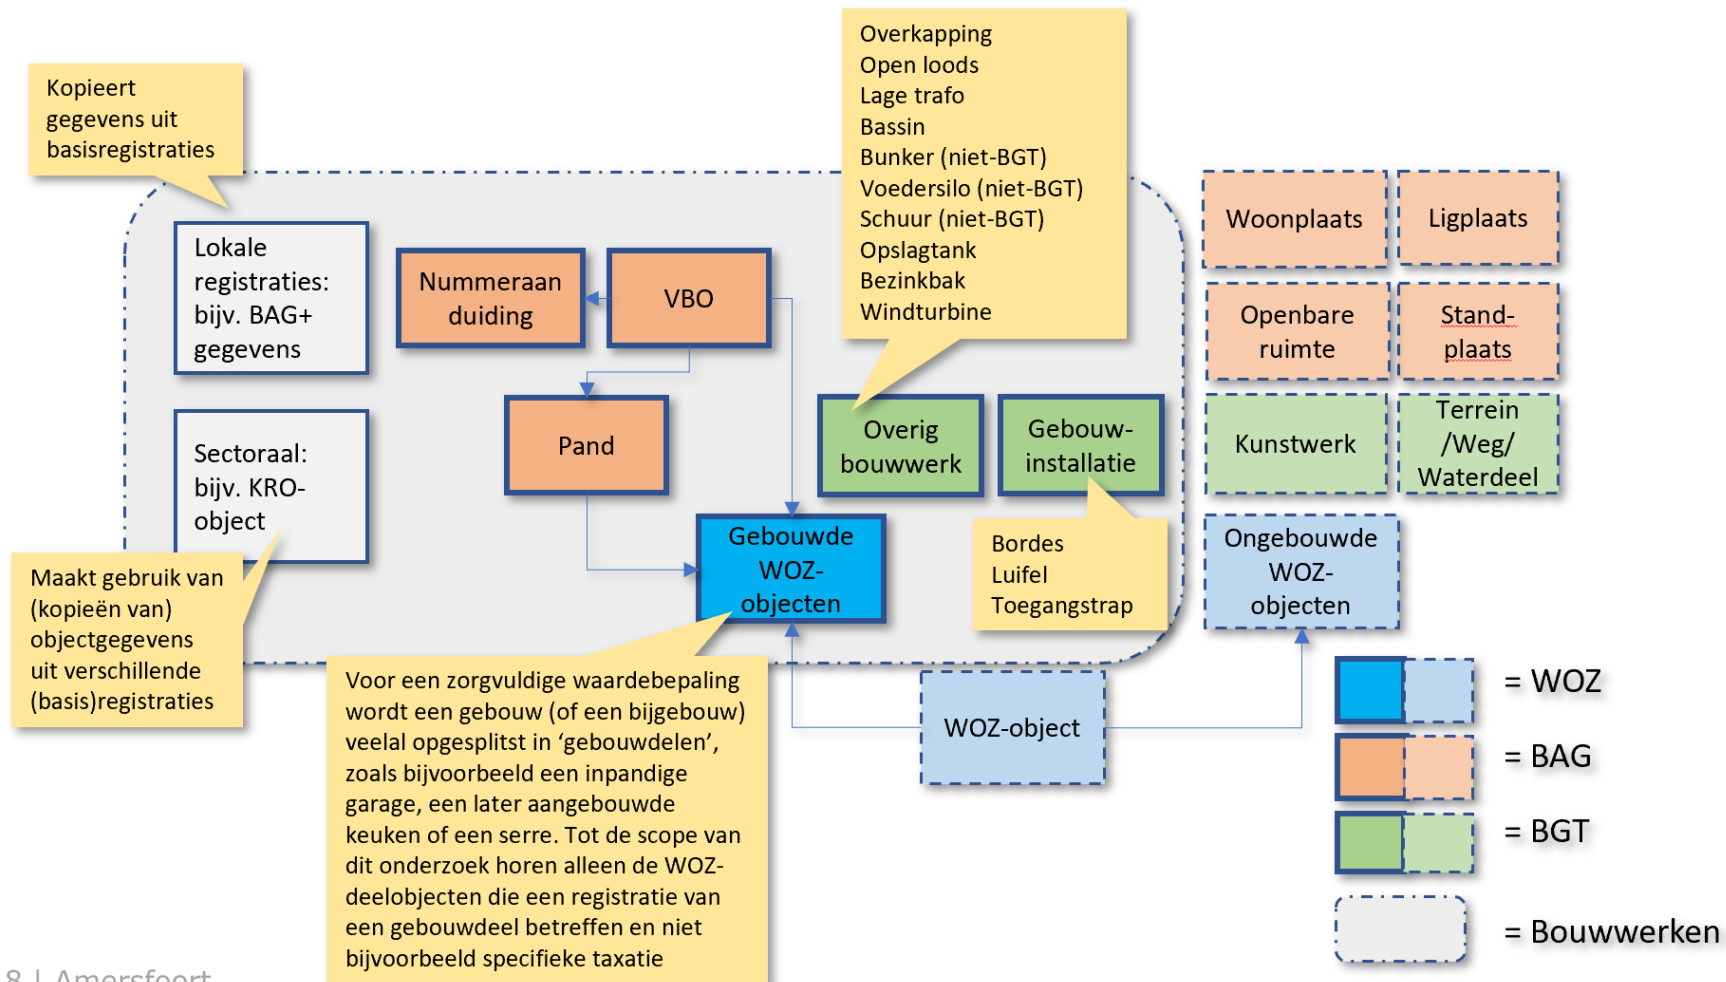 Overkapping
Open loods
Lage trafo
Bassin
Bunker (niet-BGT)
Voedersilo (niet-BGT)
Schuur (niet-BGT)
Opslagtank
Bezinkbak
Windturbine
Kopieert
gegevens uit
basisregistraties
Lokale
registraties:
bijv. BAG+
gegevens
Nummeraan
duiding
VBO
Woonplaats
Ligplaats
Openbare
ruimte
Stand-
plaats
Sectoraal:
bijv. KRO-
object
Pand
Overig
bouwwerk
Gebouw-
installatie
Kunstwerk
Terrein
/Weg/
Waterdeel
Gebouwde
WOZ-
objecten
Bordes
Luifel
Toegangstrap
Ongebouwde
WOZ-
objecten
Maakt gebruik van
(kopieën van)
objectgegevens
uit verschillende
(basis)registraties
Voor een zorgvuldige waardebepaling
wordt een gebouw (of een bijgebouw)
veelal opgesplitst in ‘gebouwdelen’,
zoals bijvoorbeeld een inpandige
garage, een later aangebouwde
keuken of een serre. Tot de scope van
dit onderzoek horen alleen de WOZ-
deelobjecten die een registratie van
een gebouwdeel betreffen en niet
bijvoorbeeld specifieke taxatie
WOZ-object
= WOZ
= BAG
= BGT
= Bouwwerken
8 | Amersfoort